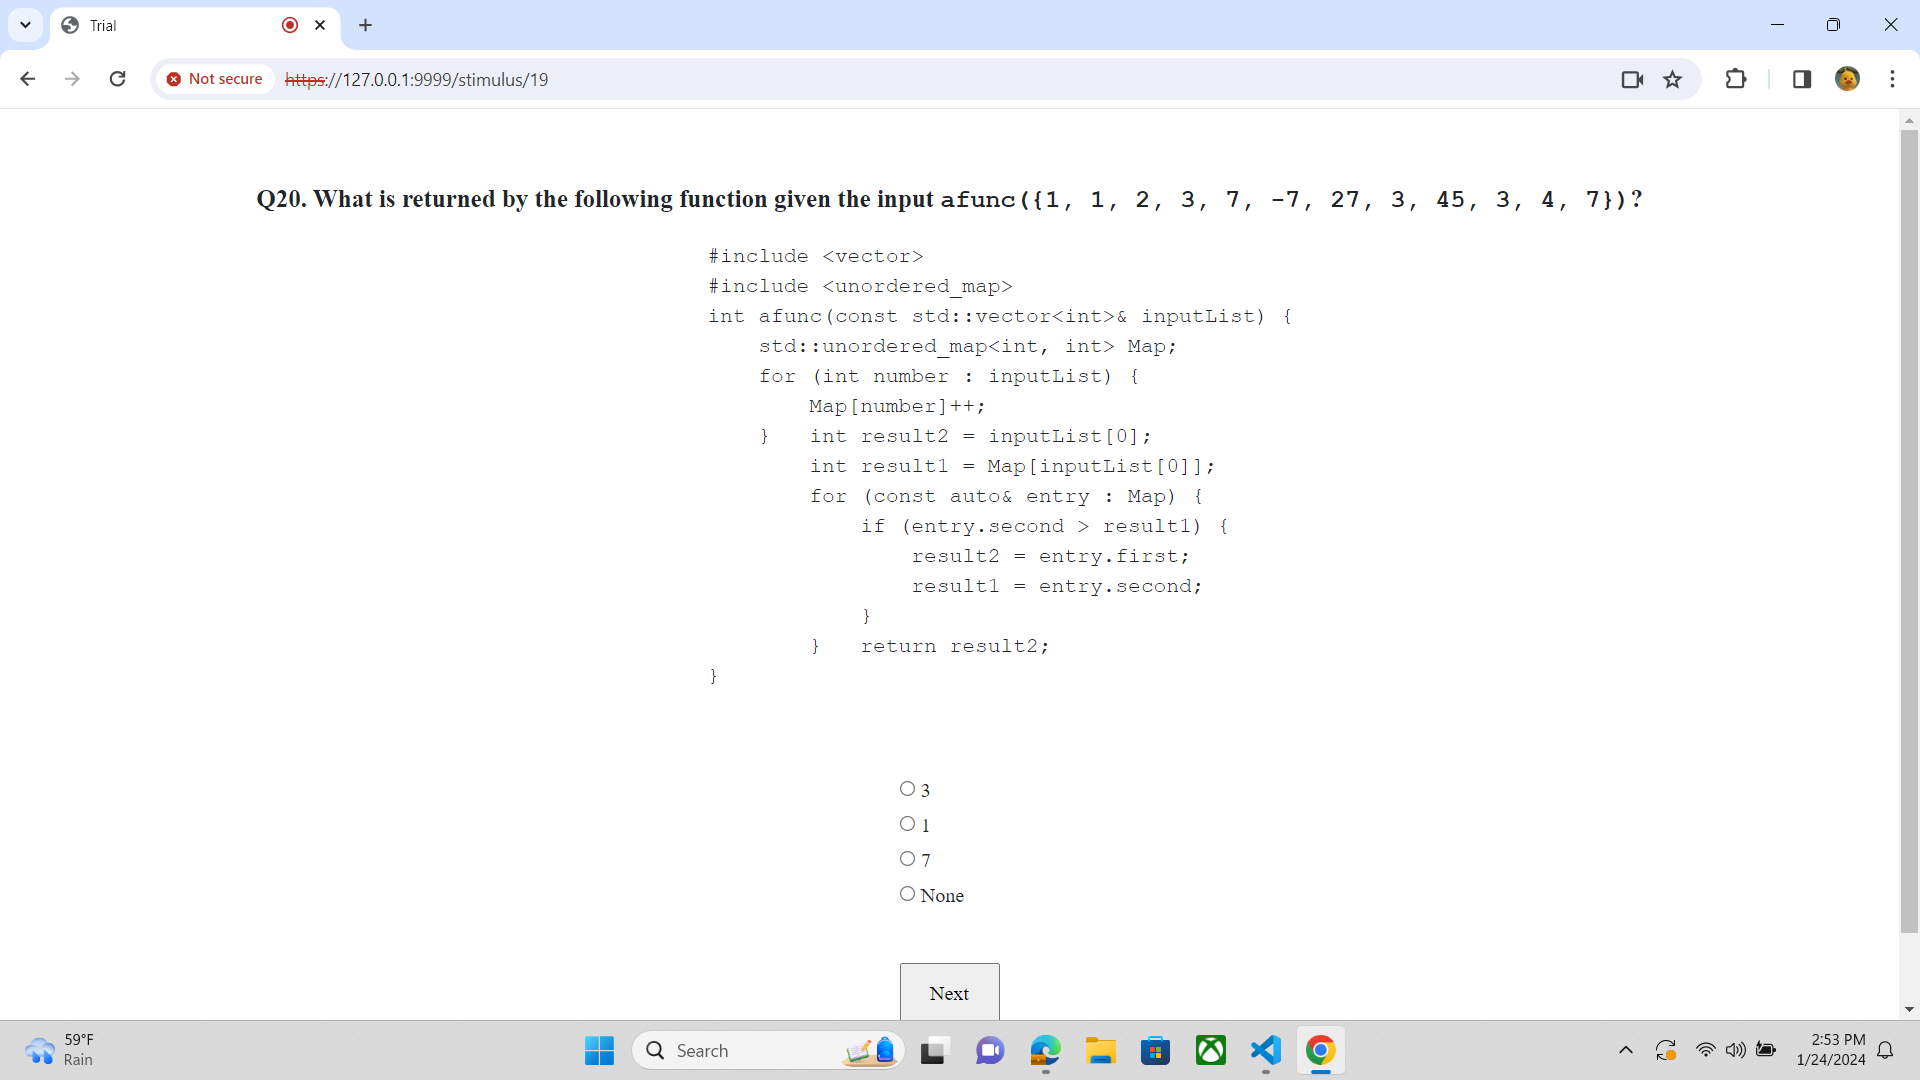 Trial
Not secure https://127.0.0.1:9999/stimulus/19
Q20. What is returned by the following function given the input afunc({1, 1, 2, 3, 7, -7, 27, 3, 45, 3, 4, 7})?
#include <vector>
#include <unordered_map>
int afunc(const std::vector<int>& inputList) {
    std::unordered_map<int, int> Map;
    for (int number : inputList) {
        Map[number]++;
    }   int result2 = inputList[0];
        int result1 = Map[inputList[0]];
        for (const auto& entry : Map) {
            if (entry.second > result1) {
                result2 = entry.first;
                result1 = entry.second;
            }
        }   return result2;
}
3
1
7
None
Next
59°F
Rain
Search
2:53 PM
1/24/2024